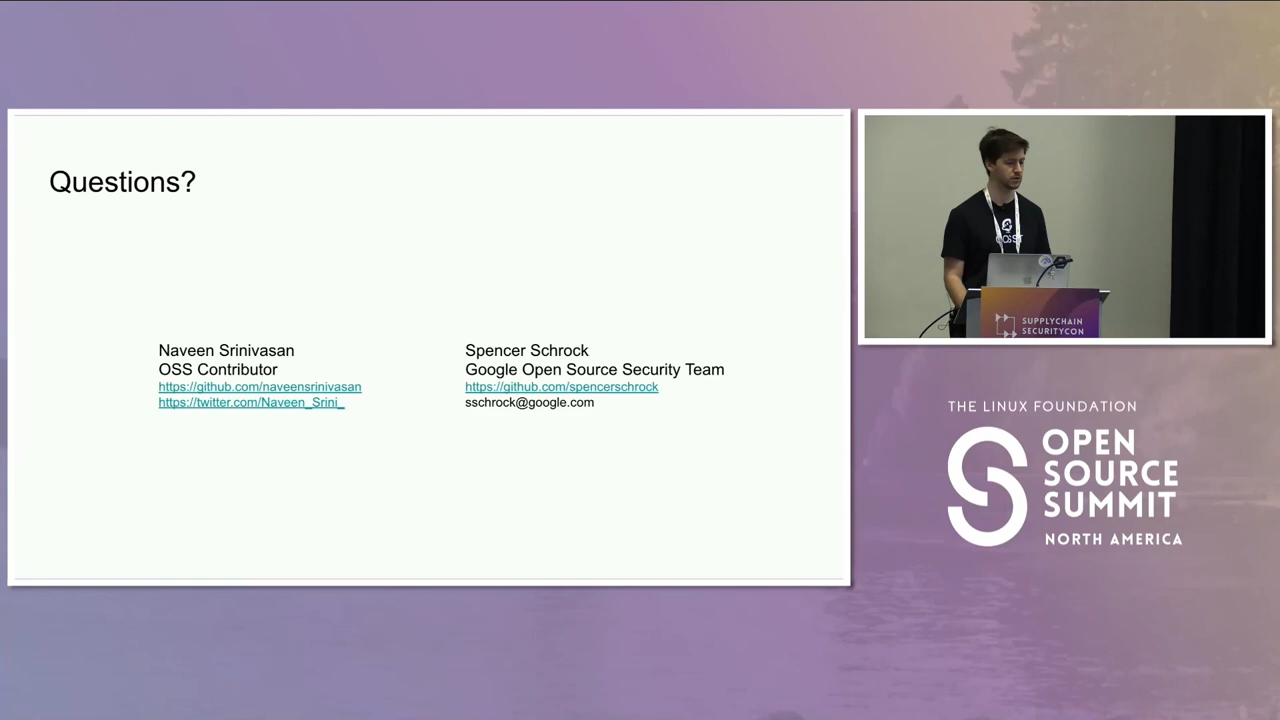 Questions?
Naveen Srinivasan
OSS Contributor
https://github.com/naveensrinivasan
https://twitter.com/Naveen_Srini_
Spencer Schrock
Google Open Source Security Team
https://github.com/spencerschrock
sschrock@google.com
SUPPLYCHAIN
SECURITYCON
THE LINUX FOUNDATION
OPEN
SOURCE
SUMMIT
NORTH AMERICA